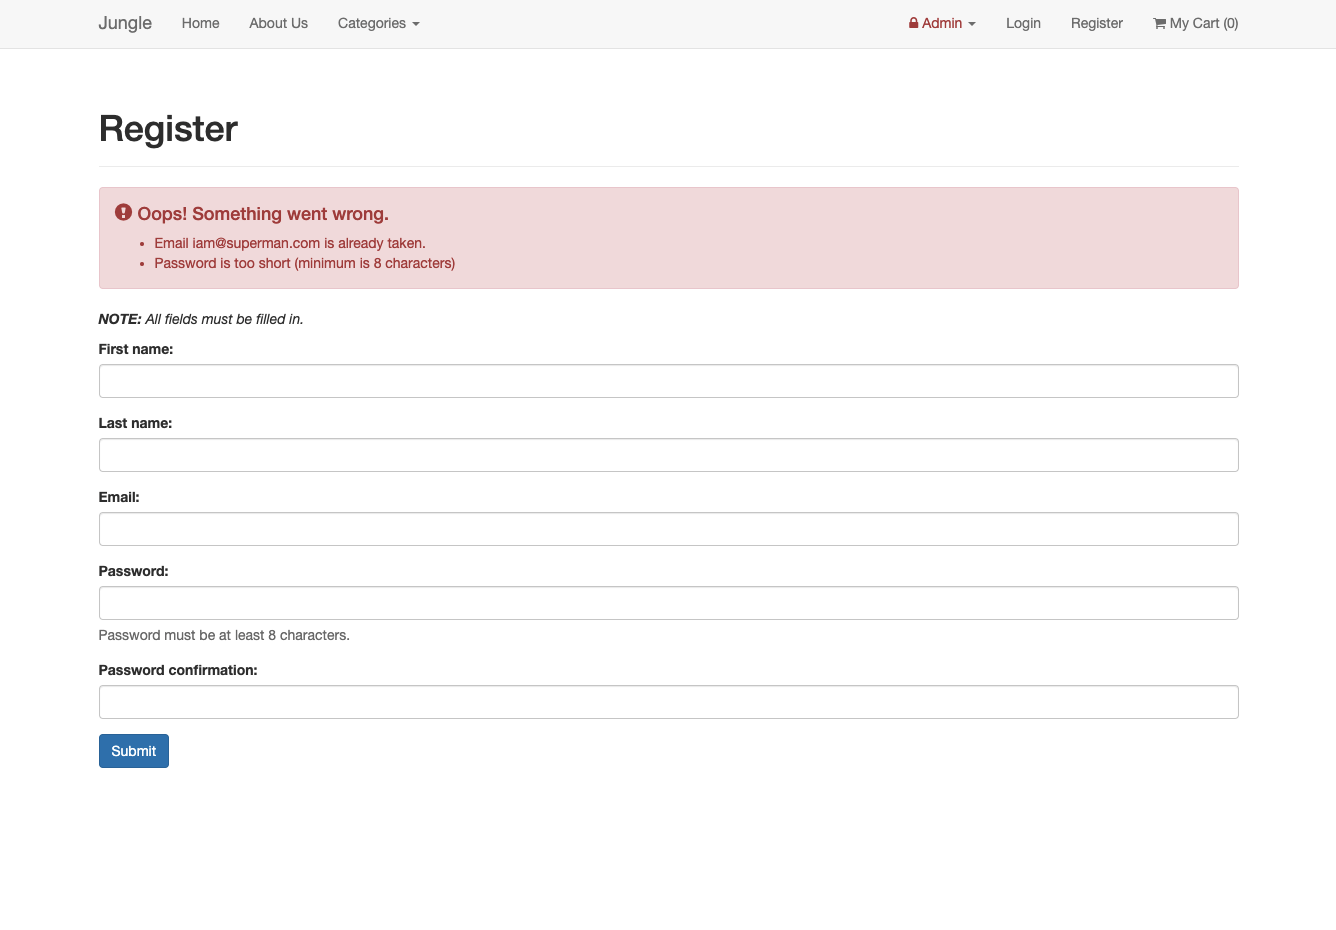 Jungle Home About Us Categories Admin Login Register My Cart (0)
Register
Oops! Something went wrong.
Email iam@superman.com is already taken.
Password is too short (minimum is 8 characters)
NOTE: All fields must be filled in.
First name:
Last name:
Email:
Password:
Password must be at least 8 characters.
Password confirmation:
Submit